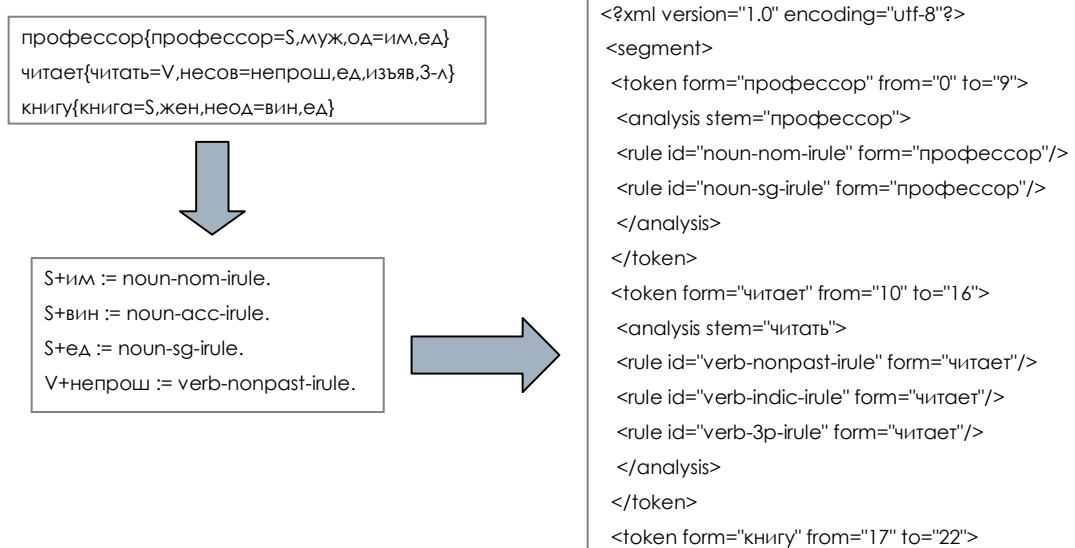 профессор{профессор=S,муж,од=им,ед}
читает{читать=V,несов=непрош,ед,изъяв,3-л}
книгу{книга=S,жен,неод=вин,ед}
S+им := noun-nom-irule.
S+вин := noun-acc-irule.
S+ед := noun-sg-irule.
V+непрош := verb-nonpast-irule.
<?xml version="1.0" encoding="utf-8"?>
<segment>
<token form="профессор" from="0" to="9">
<analysis stem="профессор">
<rule id="noun-nom-irule" form="профессор"/>
<rule id="noun-sg-irule" form="профессор"/>
</analysis>
</token>
<token form="читает" from="10" to="16">
<analysis stem="читать">
<rule id="verb-nonpast-irule" form="читает"/>
<rule id="verb-indic-irule" form="читает"/>
<rule id="verb-3p-irule" form="читает"/>
</analysis>
</token>
<token form="книгу" from="17" to="22">